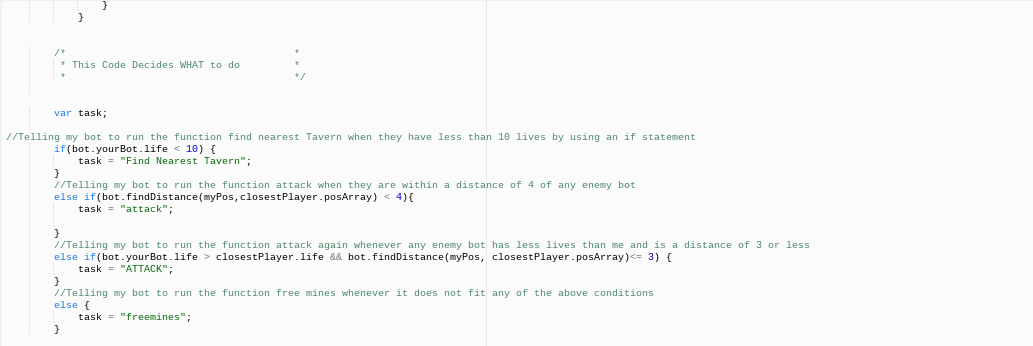 }
}
/* *
* This Code Decides WHAT to do *
* */
var task;
//Telling my bot to run the function find nearest Tavern when they have less than 10 lives by using an if statement
if(bot.yourBot.life < 10) {
task = "Find Nearest Tavern";
}
//Telling my bot to run the function attack when they are within a distance of 4 of any enemy bot
else if(bot.findDistance(myPos,closestPlayer.posArray) < 4){
task = "attack";
}
//Telling my bot to run the function attack again whenever any enemy bot has less lives than me and is a distance of 3 or less
else if(bot.yourBot.life > closestPlayer.life && bot.findDistance(myPos, closestPlayer.posArray)<= 3) {
task = "ATTACK";
}
//Telling my bot to run the function free mines whenever it does not fit any of the above conditions
else {
task = "freemines";
}